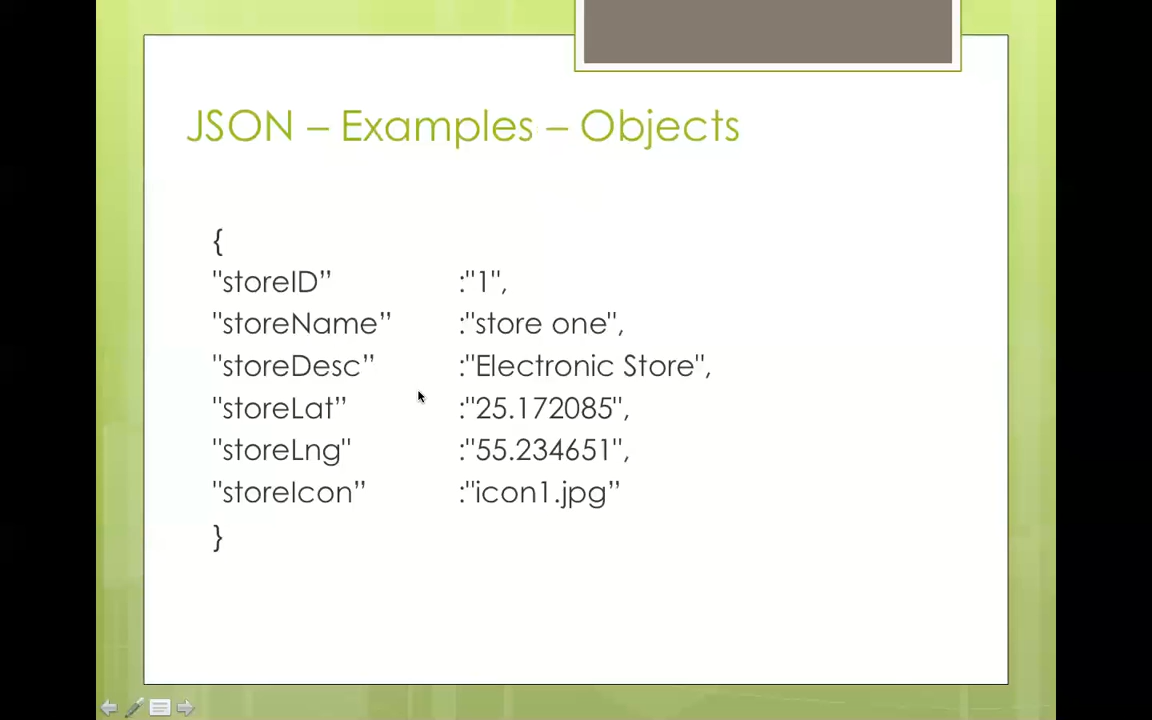 JSON – Examples – Objects
{
"storeID”	:"1",
"storeName”	:"store one",
"storeDesc”	:"Electronic Store",
"storeLat”	:"25.172085",
"storeLng"	:"55.234651",
"storeIcon”	:"icon1.jpg”
}